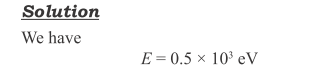 Solution
We have
E = 0.5 × 10³ eV